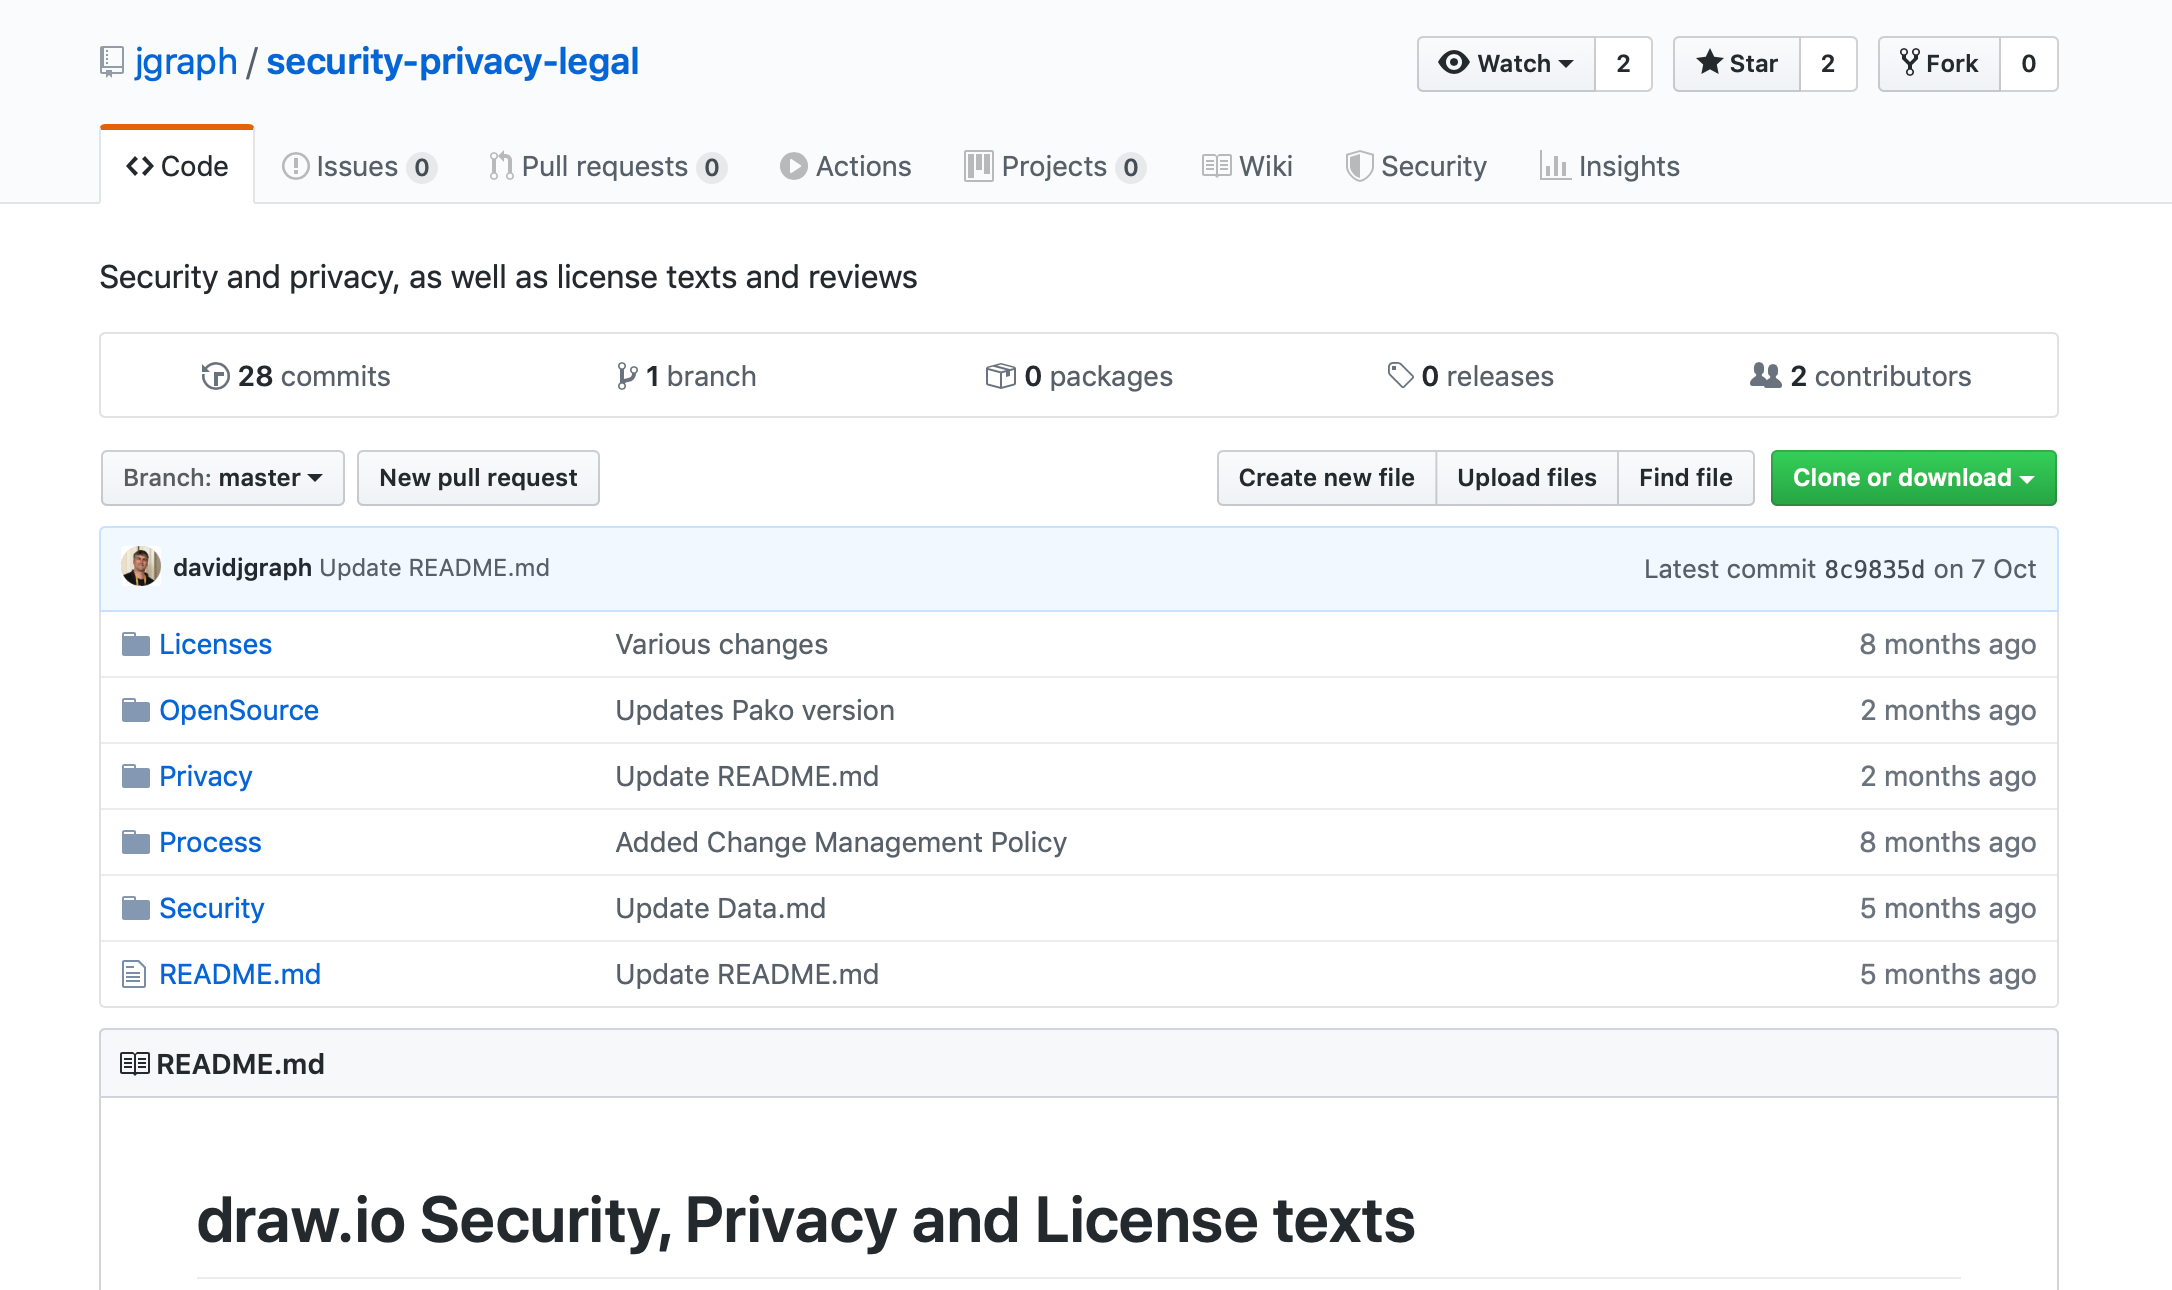 jgraph / security-privacy-legal Watch 2 Star 2 Fork 0
Code Issues 0 Pull requests 0 Actions Projects 0 Wiki Security Insights
Security and privacy, as well as license texts and reviews
28 commits 1 branch 0 packages 0 releases 2 contributors
Branch: master New pull request Create new file Upload files Find file Clone or download
davidjgraph Update README.md Latest commit 8c9835d on 7 Oct
Licenses Various changes 8 months ago
OpenSource Updates Pako version 2 months ago
Privacy Update README.md 2 months ago
Process Added Change Management Policy 8 months ago
Security Update Data.md 5 months ago
README.md Update README.md 5 months ago
README.md
draw.io Security, Privacy and License texts